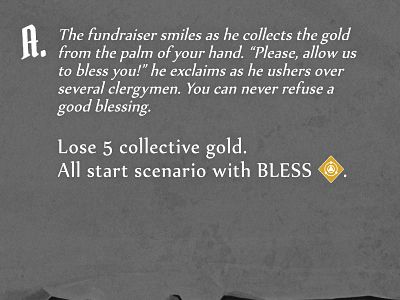 A. The fundraiser smiles as he collects the gold
from the palm of your hand. “Please, allow us
to bless you!” he exclaims as he ushers over
several clergymen. You can never refuse a
good blessing.
Lose 5 collective gold.
All start scenario with BLESS .